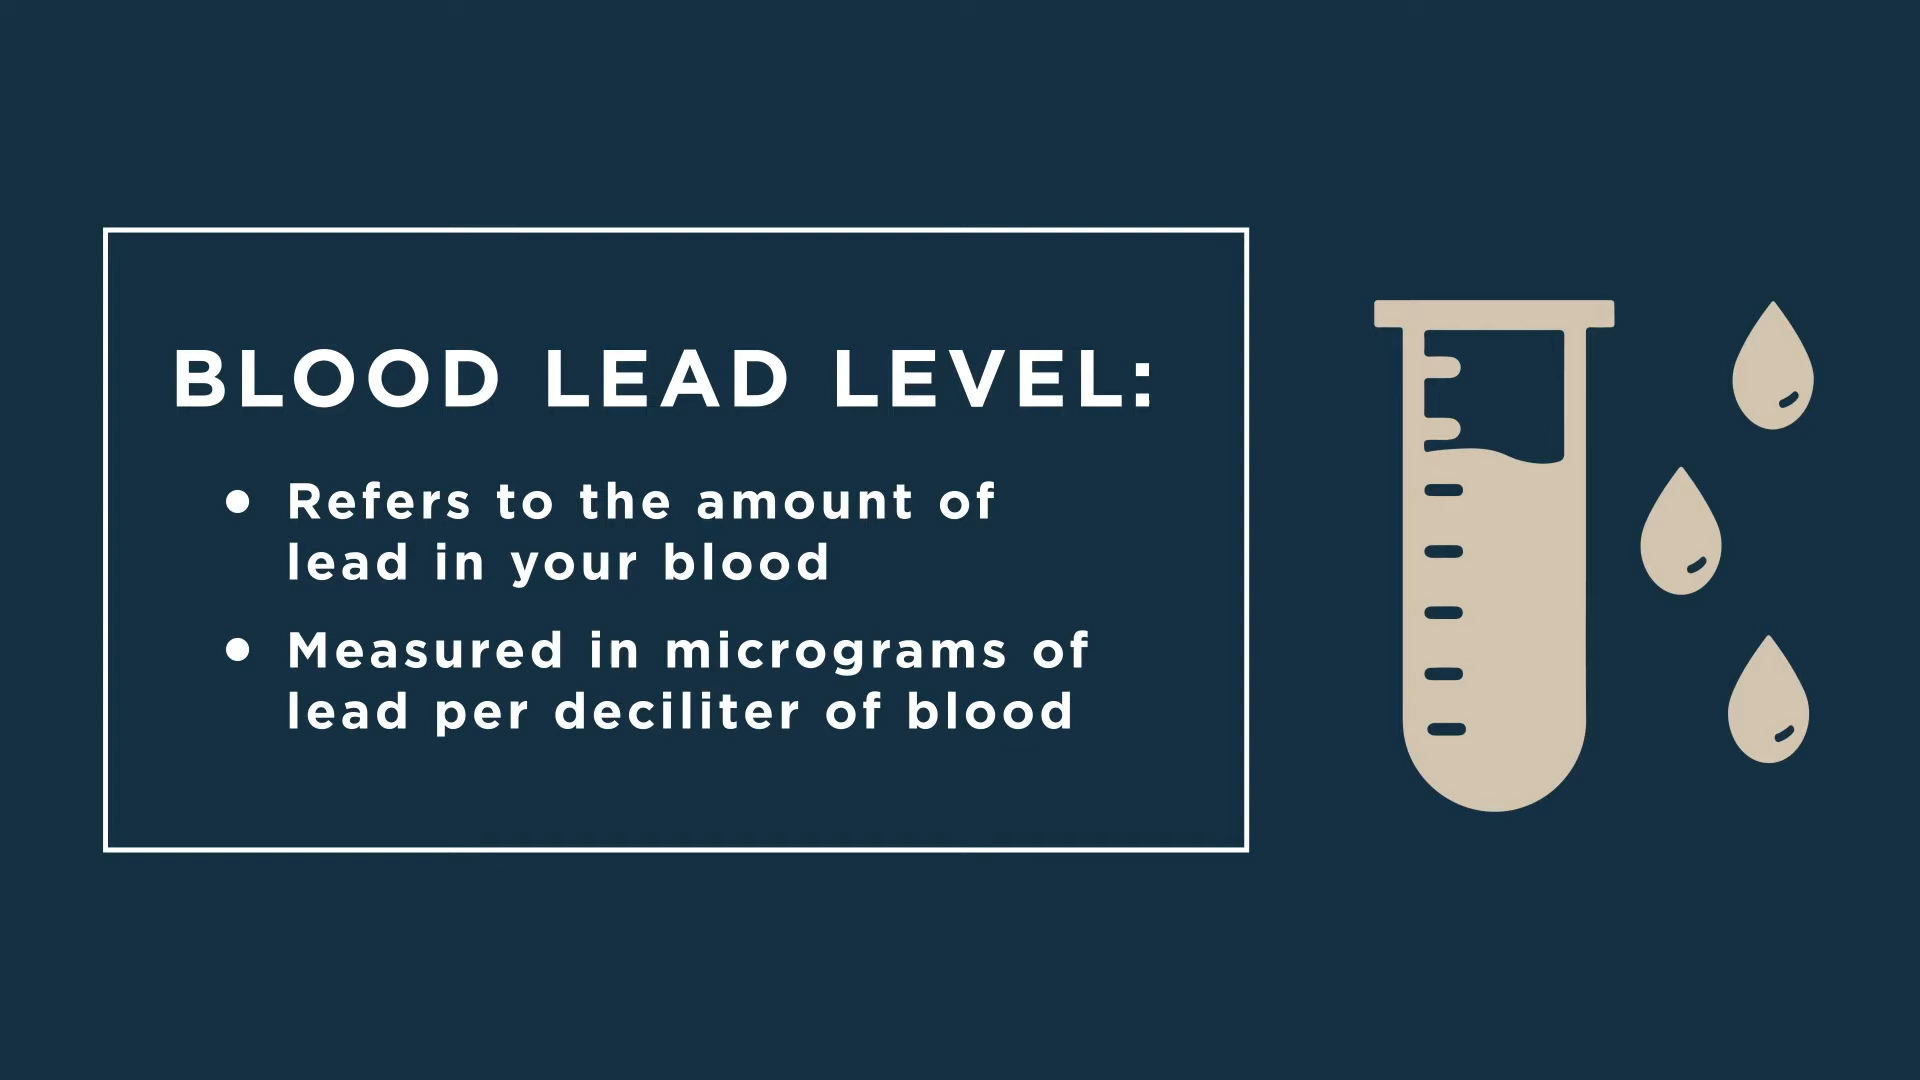 BLOOD LEAD LEVEL:
• Refers to the amount of
lead in your blood
• Measured in micrograms of
lead per deciliter of blood